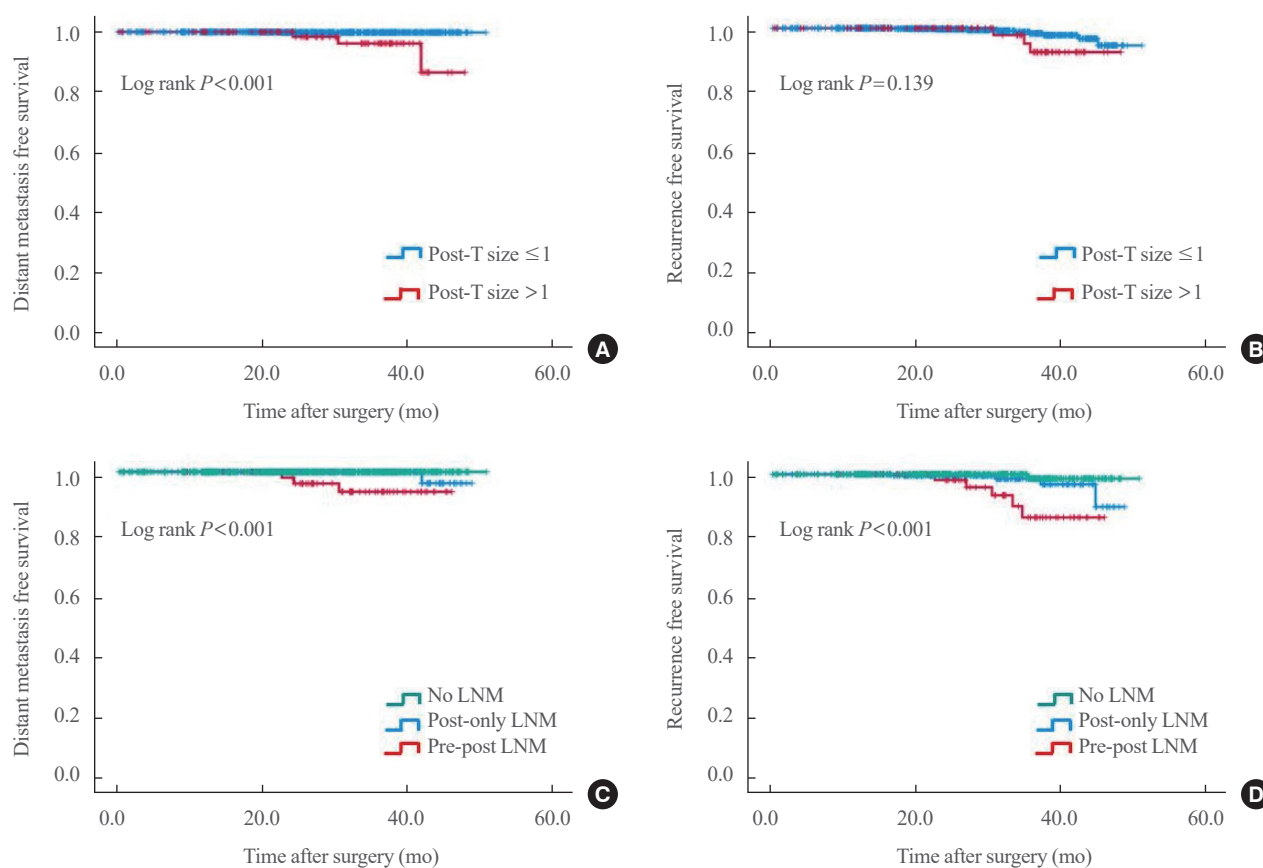 Distant metastasis free survival
1.0
0.8
0.6
0.4
0.2
0.0
Log rank P<0.001
Post-T size ≤1
Post-T size >1
A
0.0 20.0 40.0 60.0
Time after surgery (mo)
Recurrence free survival
1.0
0.8
0.6
0.4
0.2
0.0
Log rank P=0.139
Post-T size ≤1
Post-T size >1
B
0.0 20.0 40.0 60.0
Time after surgery (mo)
Distant metastasis free survival
1.0
0.8
0.6
0.4
0.2
0.0
Log rank P<0.001
No LNM
Post-only LNM
Pre-post LNM
C
0.0 20.0 40.0 60.0
Time after surgery (mo)
Recurrence free survival
1.0
0.8
0.6
0.4
0.2
0.0
Log rank P<0.001
No LNM
Post-only LNM
Pre-post LNM
D
0.0 20.0 40.0 60.0
Time after surgery (mo)